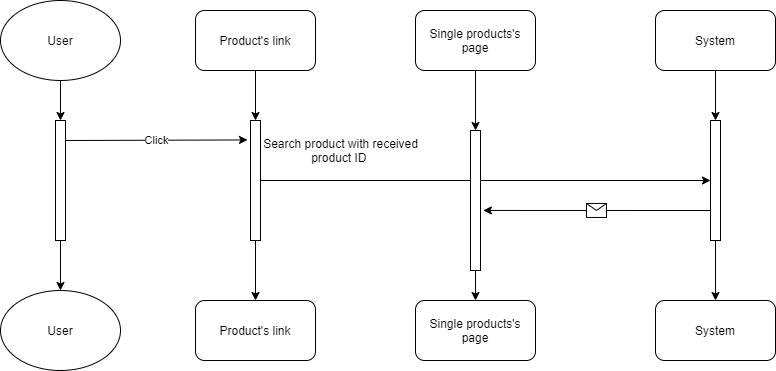 User
Product's link
Single products's
page
System
Click
Search product with received
product ID
User
Product's link
Single products's
page
System